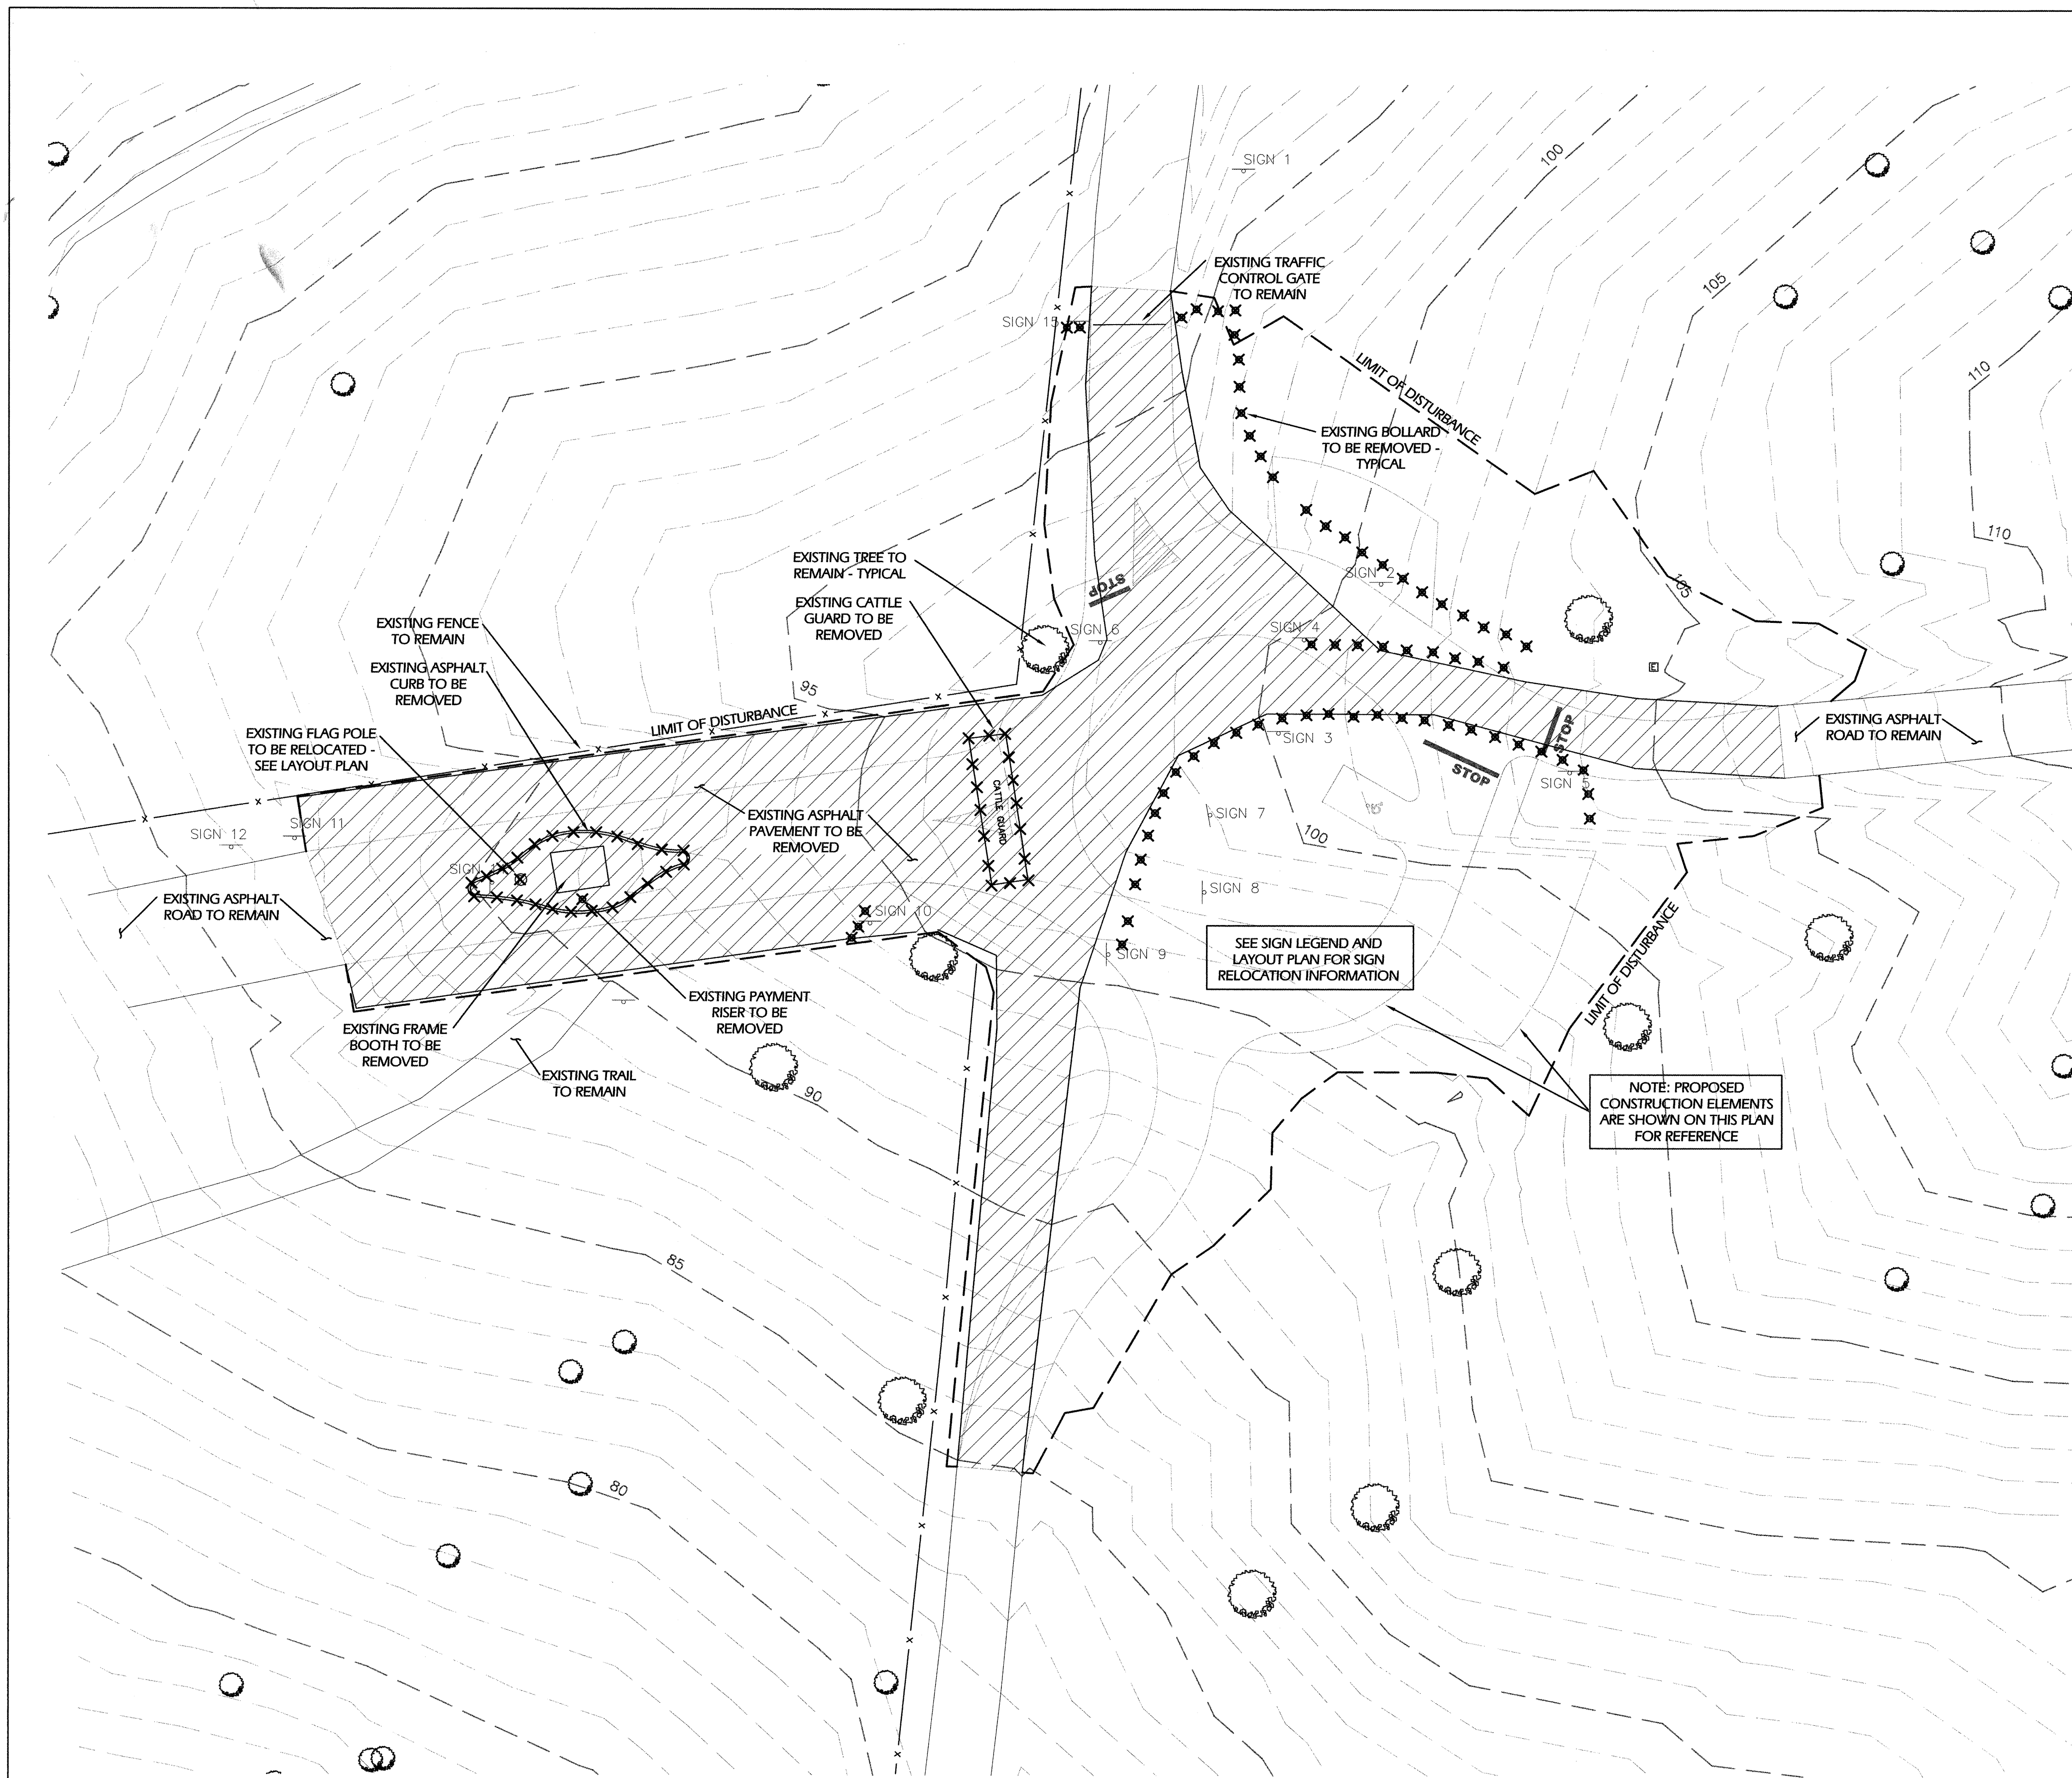 SIGN 1
100
105
110
110
105
EXISTING TRAFFIC
CONTROL GATE
TO REMAIN
SIGN 15
LIMIT OF DISTURBANCE
EXISTING BOLLARD
TO BE REMOVED -
TYPICAL
EXISTING TREE TO
REMAIN - TYPICAL
STOP
SIGN 2
EXISTING CATTLE
GUARD TO BE
REMOVED
SIGN 6
SIGN 4
EXISTING FENCE
TO REMAIN
EXISTING ASPHALT
CURB TO BE
REMOVED
E
95
LIMIT OF DISTURBANCE
EXISTING FLAG POLE
TO BE RELOCATED -
SEE LAYOUT PLAN
SIGN 3
STOP
STOP
EXISTING ASPHALT
ROAD TO REMAIN
SIGN 5
CATTLE GUARD
EXISTING ASPHALT
PAVEMENT TO BE
REMOVED
SIGN 7
100
SIGN 12
SIGN 11
SIGN
SIGN 8
EXISTING ASPHALT
ROAD TO REMAIN
SIGN 10
SIGN 9
SEE SIGN LEGEND AND
LAYOUT PLAN FOR SIGN
RELOCATION INFORMATION
LIMIT OF DISTURBANCE
EXISTING PAYMENT
RISER TO BE
REMOVED
EXISTING FRAME
BOOTH TO BE
REMOVED
EXISTING TRAIL
TO REMAIN
90
NOTE: PROPOSED
CONSTRUCTION ELEMENTS
ARE SHOWN ON THIS PLAN
FOR REFERENCE
85
80